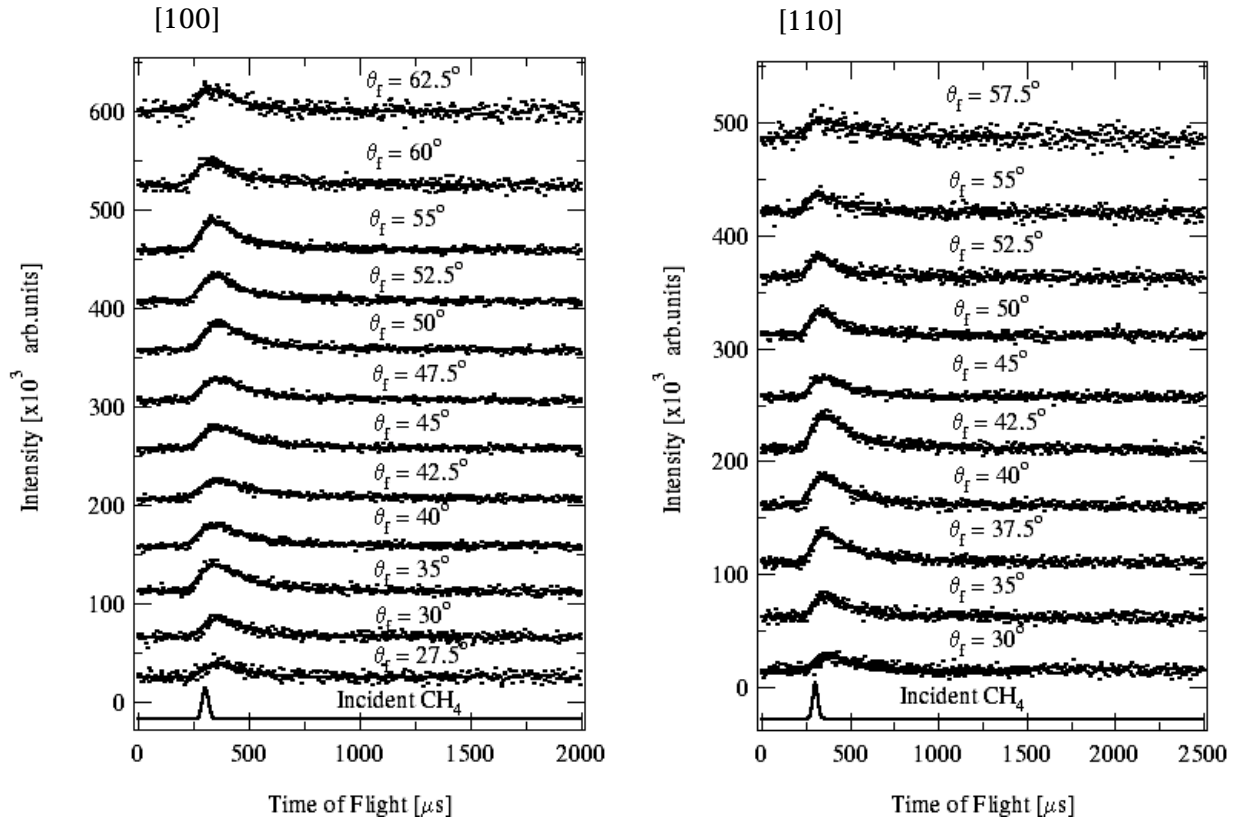 [100]
θf = 62.5°
θf = 60°
θf = 55°
θf = 52.5°
θf = 50°
θf = 47.5°
θf = 45°
θf = 42.5°
θf = 40°
θf = 35°
θf = 30°
θf = 27.5°
Incident CH4
600
500
400
300
200
100
0
0 500 1000 1500 2000
Intensity [x10³ arb.units]
Time of Flight [μs]
[110]
θf = 57.5°
θf = 55°
θf = 52.5°
θf = 50°
θf = 45°
θf = 42.5°
θf = 40°
θf = 37.5°
θf = 35°
θf = 30°
Incident CH4
500
400
300
200
100
0
0 500 1000 1500 2000 2500
Intensity [x10³ arb.units]
Time of Flight [μs]